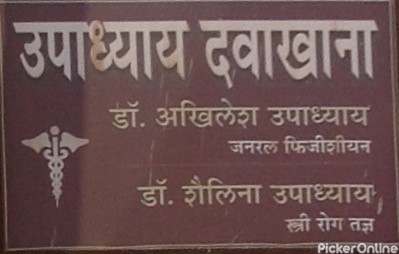 उपाध्याय दवाखाना
डॉ. अखिलेश उपाध्याय
जनरल फिजीशीयन
डॉ. शैलिना उपाध्याय
स्त्री रोग तज्ञ
PickerOnline